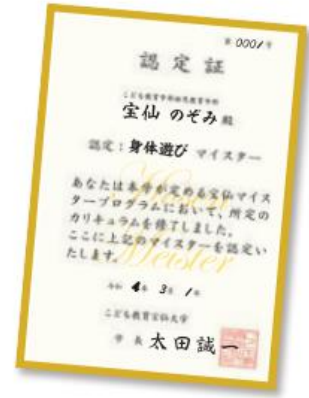 第 0001 号
認定証
こども教育学部幼児教育学科
宝仙 のぞみ 殿
認定：身体遊び マイスター
あなたは本学が定める宝仙マイス
タープログラムにおいて、所定の
カリキュラムを修了しました。
ここに上記のマイスターを認定い
たします。
Hosen
Meister
令和 4年 3月 1日
こども教育宝仙大学
学長 太田誠一